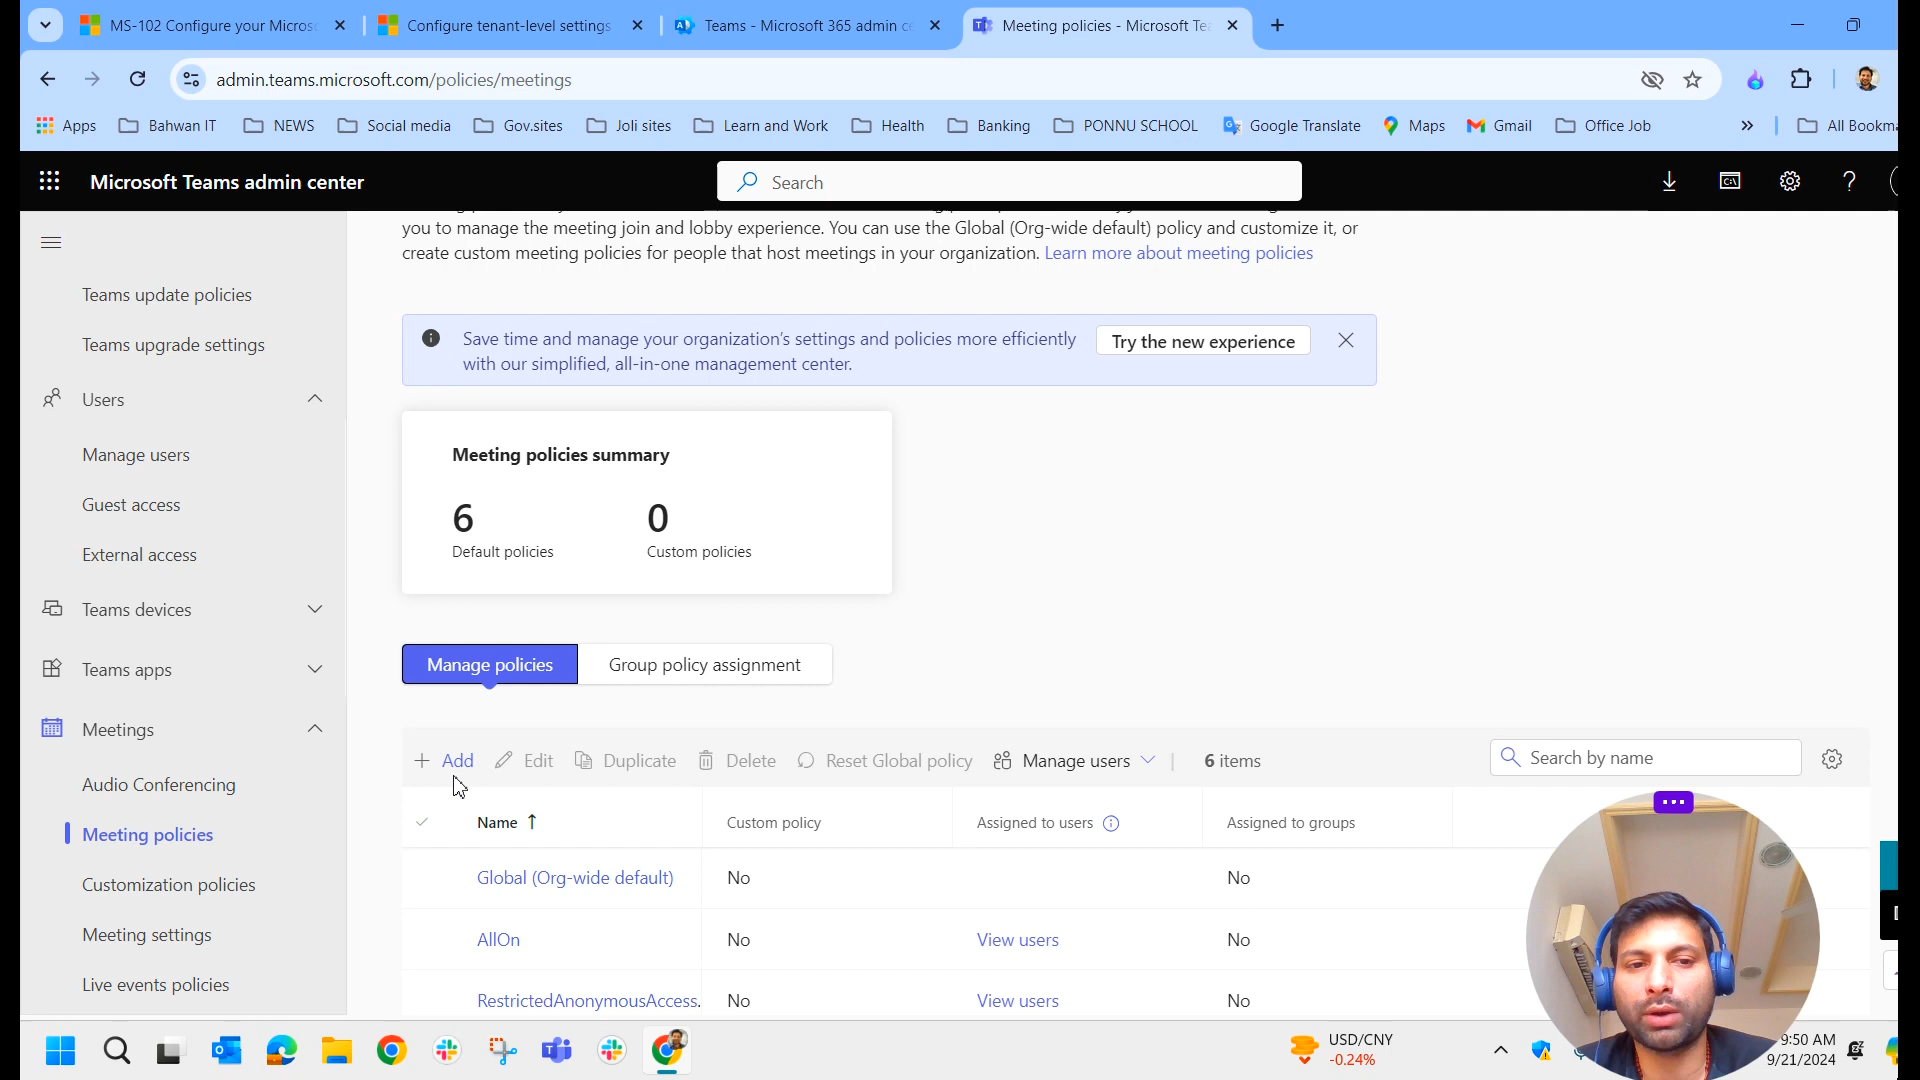 MS-102 Configure your Micros
Configure tenant-level settings
Teams - Microsoft 365 admin ce
Meeting policies - Microsoft Te
admin.teams.microsoft.com/policies/meetings
Apps
Bahwan IT
NEWS
Social media
Gov.sites
Joli sites
Learn and Work
Health
Banking
PONNU SCHOOL
Google Translate
Maps
Gmail
Office Job
All Bookma
Microsoft Teams admin center
Search
you to manage the meeting join and lobby experience. You can use the Global (Org-wide default) policy and customize it, or
create custom meeting policies for people that host meetings in your organization. Learn more about meeting policies
Teams update policies
Teams upgrade settings
Users
Manage users
Guest access
External access
Teams devices
Teams apps
Meetings
Audio Conferencing
Meeting policies
Customization policies
Meeting settings
Live events policies
Save time and manage your organization's settings and policies more efficiently
with our simplified, all-in-one management center.
Try the new experience
Meeting policies summary
6
Default policies
0
Custom policies
Manage policies
Group policy assignment
Add
Edit
Duplicate
Delete
Reset Global policy
Manage users
6 items
Search by name
Name ↑
Custom policy
Assigned to users
Assigned to groups
Global (Org-wide default)
No
No
AllOn
No
View users
No
RestrictedAnonymousAccess.
No
View users
No
USD/CNY
-0.24%
9:50 AM
9/21/2024